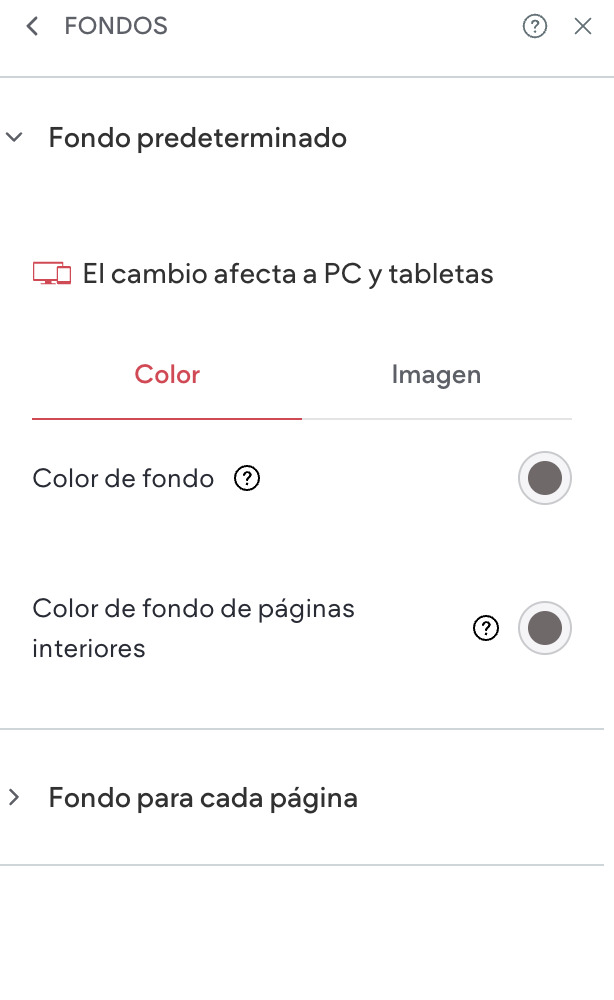 FONDOS
Fondo predeterminado
El cambio afecta a PC y tabletas
Color
Imagen
Color de fondo ?
Color de fondo de páginas
interiores ?
Fondo para cada página